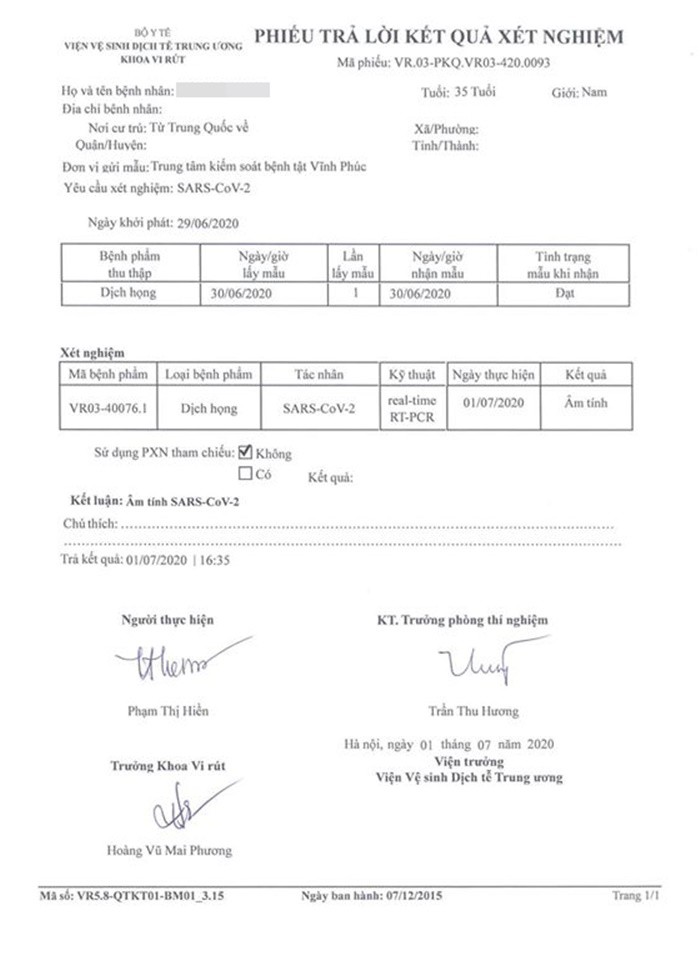 BỘ Y TẾ
VIỆN VỆ SINH DỊCH TẾ TRUNG ƯƠNG
KHOA VI RÚT
PHIẾU TRẢ LỜI KẾT QUẢ XÉT NGHIỆM
Mã phiếu: VR.03-PKQ.VR03-420.0093
Họ và tên bệnh nhân:
Tuổi: 35 Tuổi Giới: Nam
Địa chỉ bệnh nhân:
Nơi cư trú: Từ Trung Quốc về Xã/Phường:
Quận/Huyện: Tỉnh/Thành:
Đơn vị gửi mẫu: Trung tâm kiểm soát bệnh tật Vĩnh Phúc
Yêu cầu xét nghiệm: SARS-CoV-2
Ngày khởi phát: 29/06/2020
Bệnh phẩm thu thập Ngày/giờ lấy mẫu Lần lấy mẫu Ngày/giờ nhận mẫu Tình trạng mẫu khi nhận
Dịch họng 30/06/2020 1 30/06/2020 Đạt
Xét nghiệm
Mã bệnh phẩm Loại bệnh phẩm Tác nhân Kỹ thuật Ngày thực hiện Kết quả
VR03-40076.1 Dịch họng SARS-CoV-2 real-time RT-PCR 01/07/2020 Âm tính
Sử dụng PXN tham chiếu: Không
Có Kết quả:
Kết luận: Âm tính SARS-CoV-2
Chú thích:
Trả kết quả: 01/07/2020 | 16:35
Người thực hiện KT. Trưởng phòng thí nghiệm
Phạm Thị Hiền Trần Thu Hương
Hà nội, ngày 01 tháng 07 năm 2020
Trưởng Khoa Vi rút Viện trưởng
Viện Vệ sinh Dịch tễ Trung ương
Hoàng Vũ Mai Phương
Mã số: VR5.8-QTKT01-BM01_3.15 Ngày ban hành: 07/12/2015 Trang 1/1